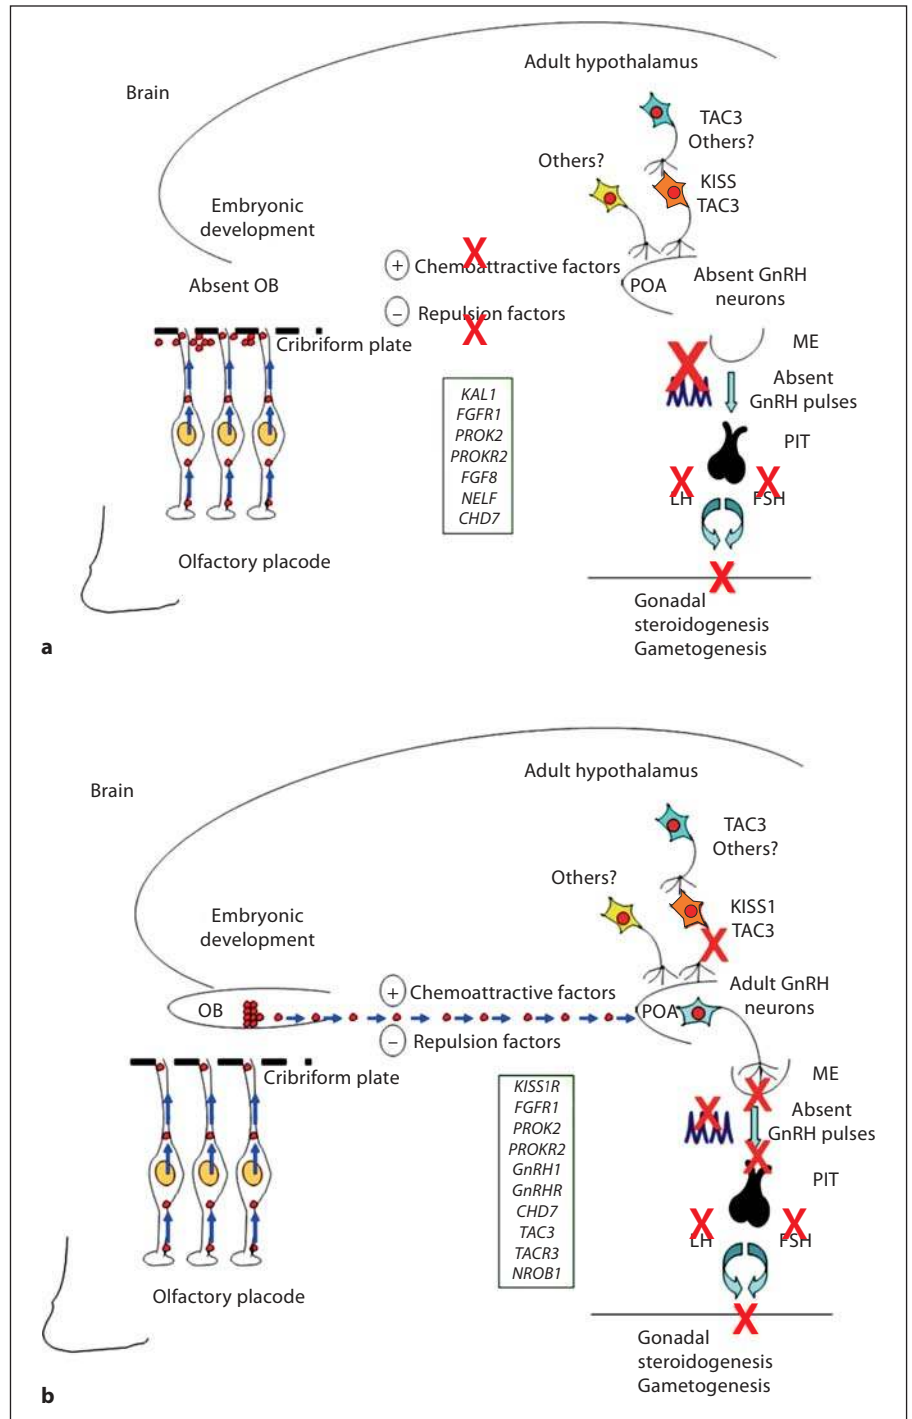 Adult hypothalamus
Brain
TAC3
Others?
Others?
KISS
TAC3
Embryonic
development
+ Chemoattractive factors
Absent OB
POA
Absent GnRH
neurons
− Repulsion factors
Cribriform plate
ME
Absent
GnRH pulses
KAL1
FGFR1
PROK2
PROKR2
FGF8
NELF
CHD7
PIT
LH
FSH
Olfactory placode
Gonadal
steroidogenesis
Gametogenesis
a
Adult hypothalamus
Brain
TAC3
Others?
Others?
KISS1
TAC3
Embryonic
development
Adult GnRH
neurons
+ Chemoattractive factors
OB
POA
− Repulsion factors
Cribriform plate
ME
Absent
GnRH pulses
KISS1R
FGFR1
PROK2
PROKR2
GnRH1
GnRHR
CHD7
TAC3
TACR3
NROB1
PIT
LH
FSH
Olfactory placode
Gonadal
steroidogenesis
Gametogenesis
b